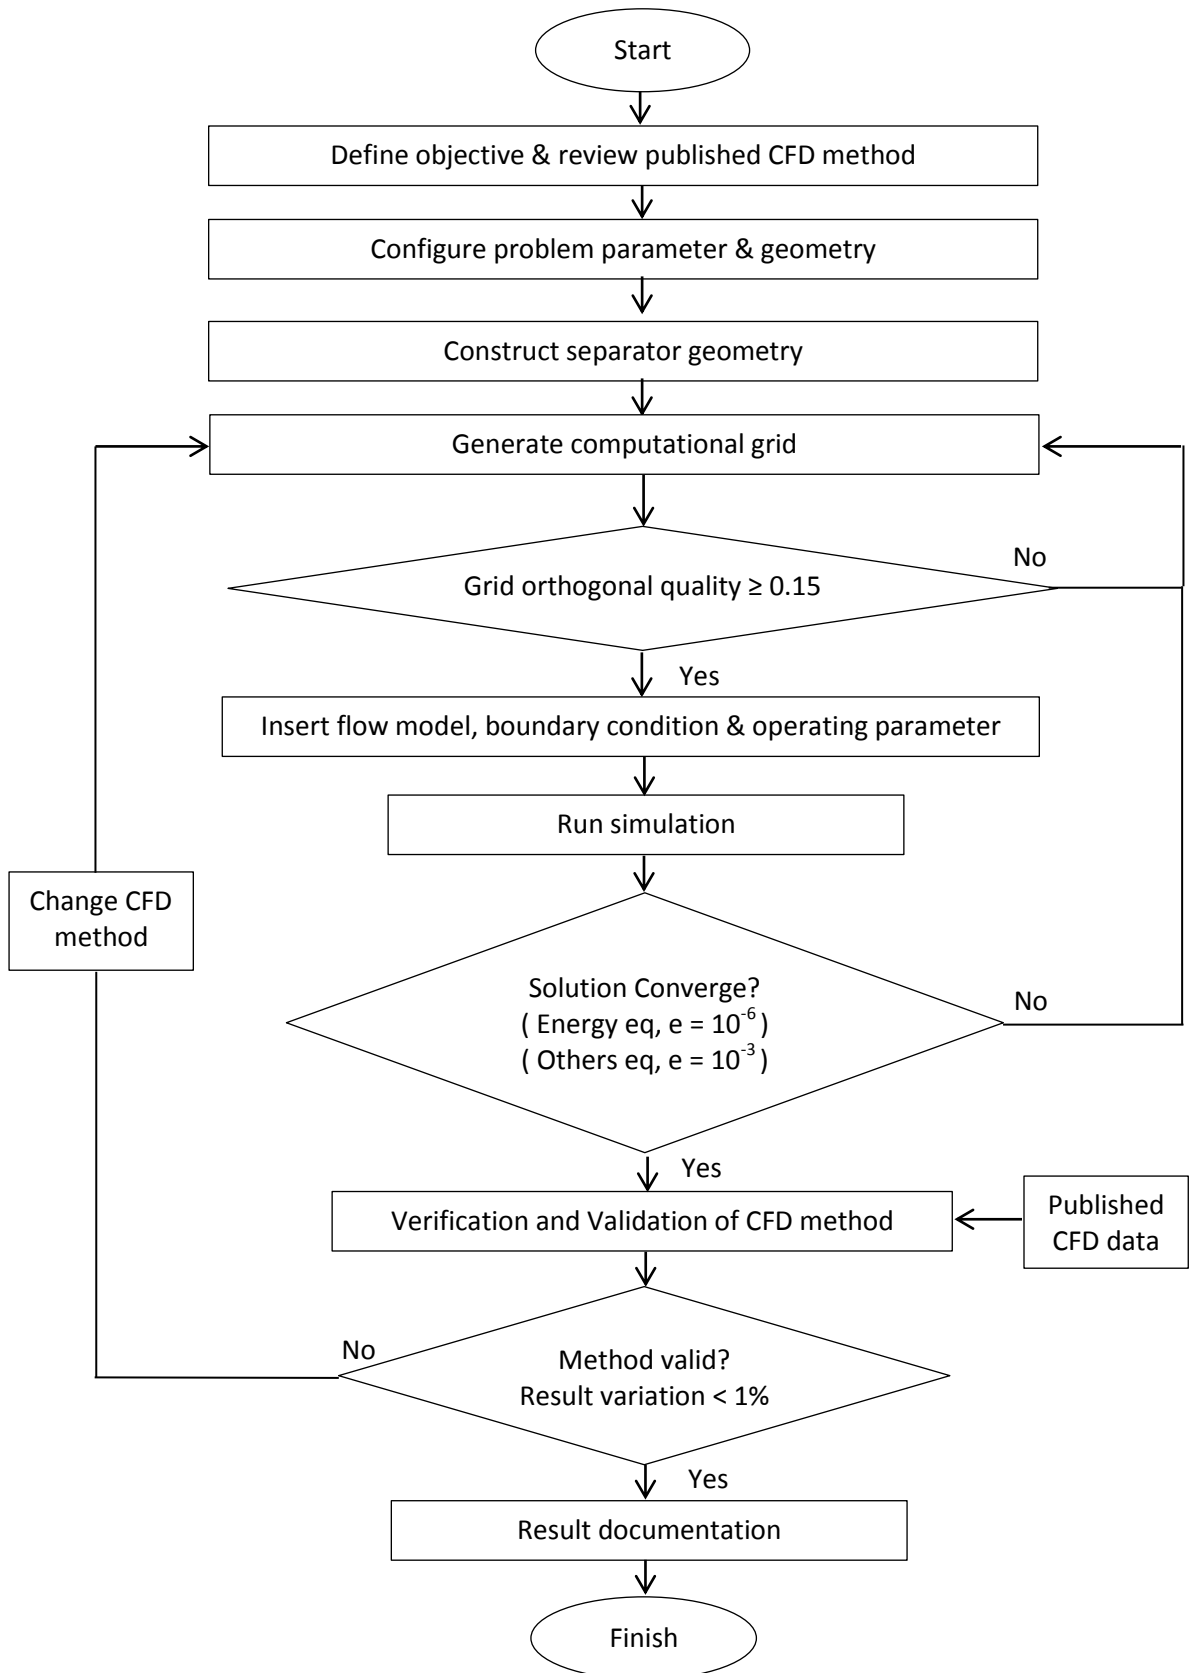 Start
Define objective & review published CFD method
Configure problem parameter & geometry
Construct separator geometry
Generate computational grid
No
Grid orthogonal quality ≥ 0.15
Yes
Insert flow model, boundary condition & operating parameter
Run simulation
Change CFD
method
Solution Converge?
( Energy eq, e = 10⁻⁶ )
( Others eq, e = 10⁻³ )
No
Yes
Verification and Validation of CFD method
Published
CFD data
No
Method valid?
Result variation < 1%
Yes
Result documentation
Finish